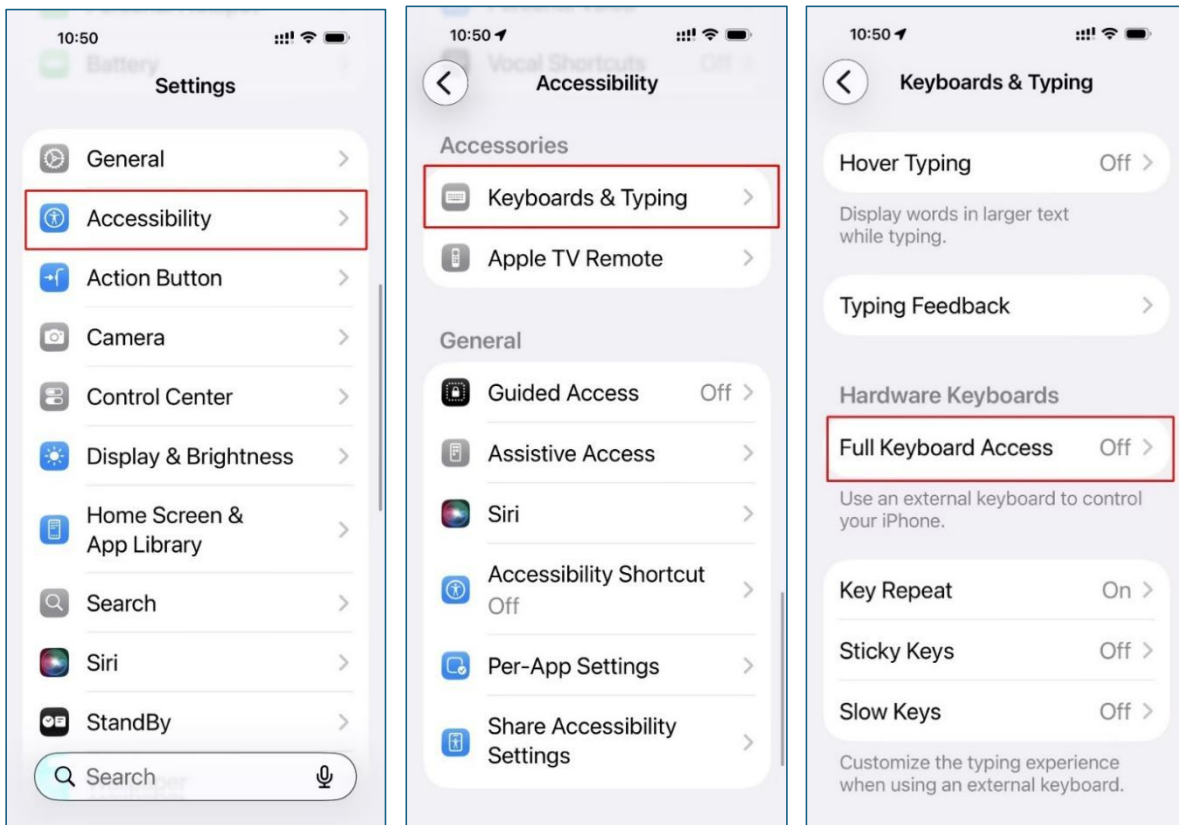 10:50
Battery
Settings
General
Accessibility
Action Button
Camera
Control Center
Display & Brightness
Home Screen &
App Library
Search
Siri
StandBy
Search
10:50
Vocal Shortcuts Off
Accessibility
Accessories
Keyboards & Typing
Apple TV Remote
General
Guided Access Off
Assistive Access
Siri
Accessibility Shortcut
Off
Per-App Settings
Share Accessibility
Settings
10:50
Keyboards & Typing
Hover Typing Off
Display words in larger text
while typing.
Typing Feedback
Hardware Keyboards
Full Keyboard Access Off
Use an external keyboard to control
your iPhone.
Key Repeat On
Sticky Keys Off
Slow Keys Off
Customize the typing experience
when using an external keyboard.